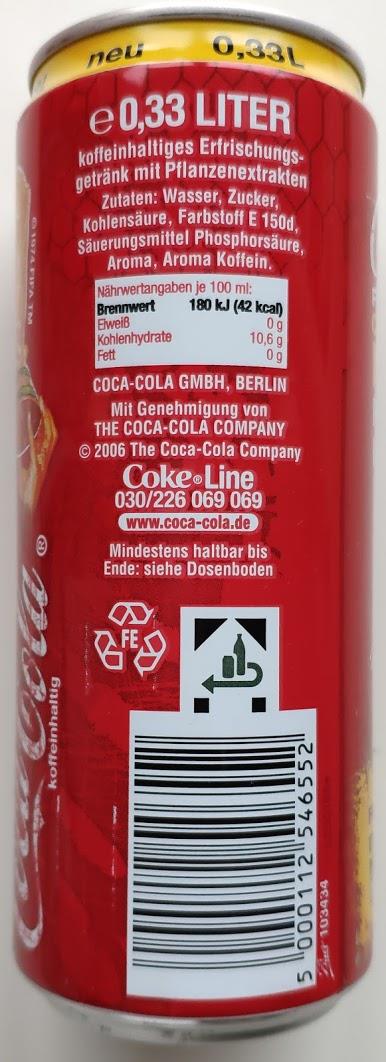 neu 0,33L
e 0,33 LITER
koffeinhaltiges Erfrischungs-
getränk mit Pflanzenextrakten
Zutaten: Wasser, Zucker,
Kohlensäure, Farbstoff E 150d,
Säuerungsmittel Phosphorsäure,
Aroma, Aroma Koffein.
Nährwertangaben je 100 ml:
Brennwert 180 kJ (42 kcal)
Eiweiß 0 g
Kohlenhydrate 10,6 g
Fett 0 g
COCA-COLA GMBH, BERLIN
Mit Genehmigung von
THE COCA-COLA COMPANY
© 2006 The Coca-Cola Company
Coke®Line
030/226 069 069
www.coca-cola.de
Mindestens haltbar bis
Ende: siehe Dosenboden
FE
5 000112 546552
103434
© 1974 FIFA TM
Coca-Cola ®
koffeinhaltig